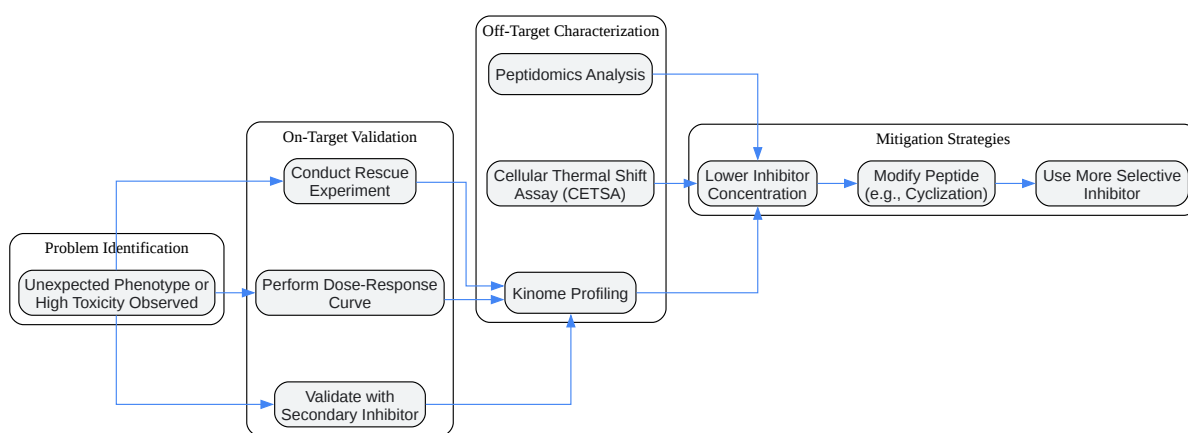 Problem Identification
Unexpected Phenotype or
High Toxicity Observed
On-Target Validation
Conduct Rescue
Experiment
Perform Dose-Response
Curve
Validate with
Secondary Inhibitor
Off-Target Characterization
Peptidomics Analysis
Cellular Thermal Shift
Assay (CETSA)
Kinome Profiling
Mitigation Strategies
Lower Inhibitor
Concentration
Modify Peptide
(e.g., Cyclization)
Use More Selective
Inhibitor